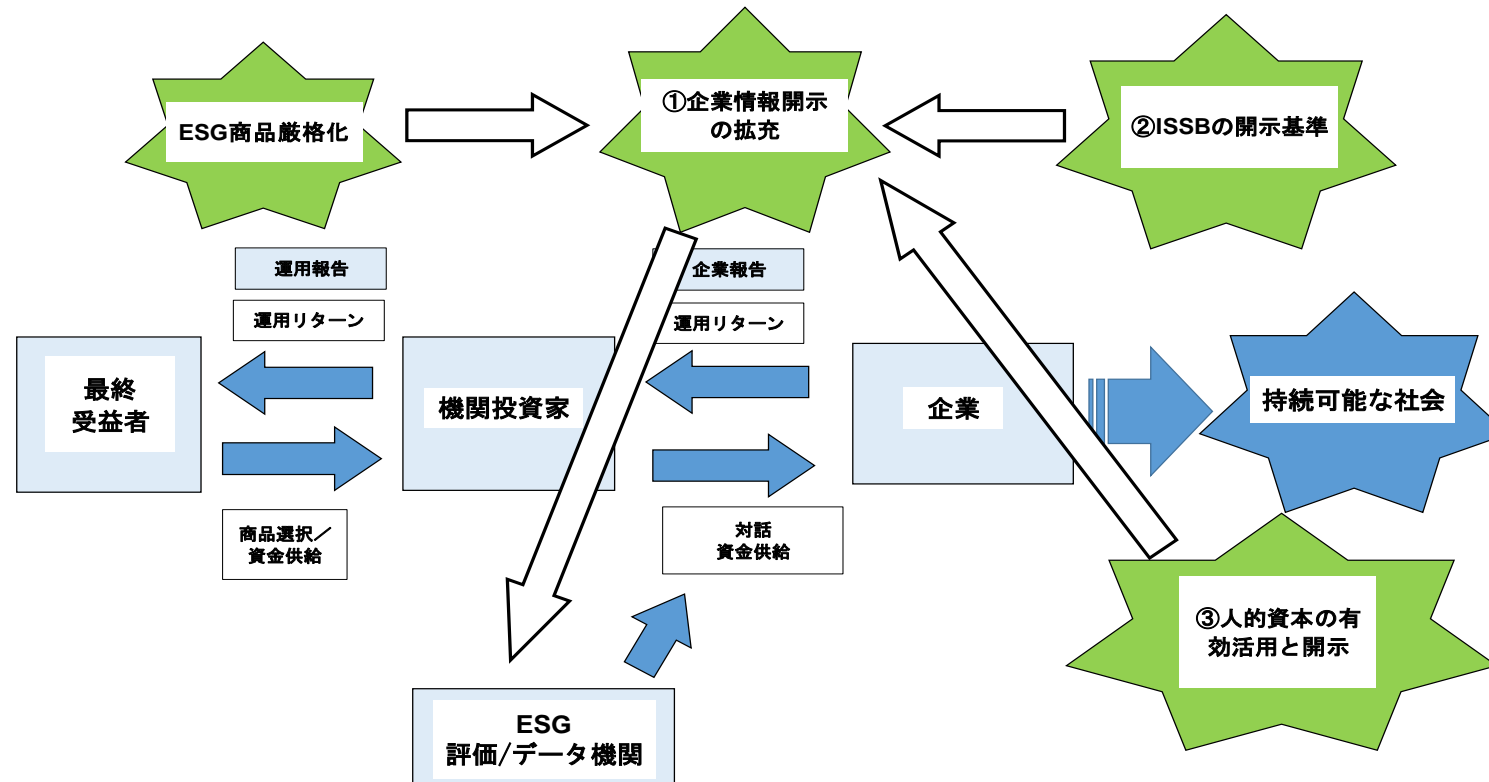 ESG商品厳格化
①企業情報開示
の拡充
②ISSBの開示基準
運用報告
運用リターン
企業報告
運用リターン
最終
受益者
機関投資家
企業
持続可能な社会
商品選択／
資金供給
対話
資金供給
③人的資本の有
効活用と開示
ESG
評価/データ機関